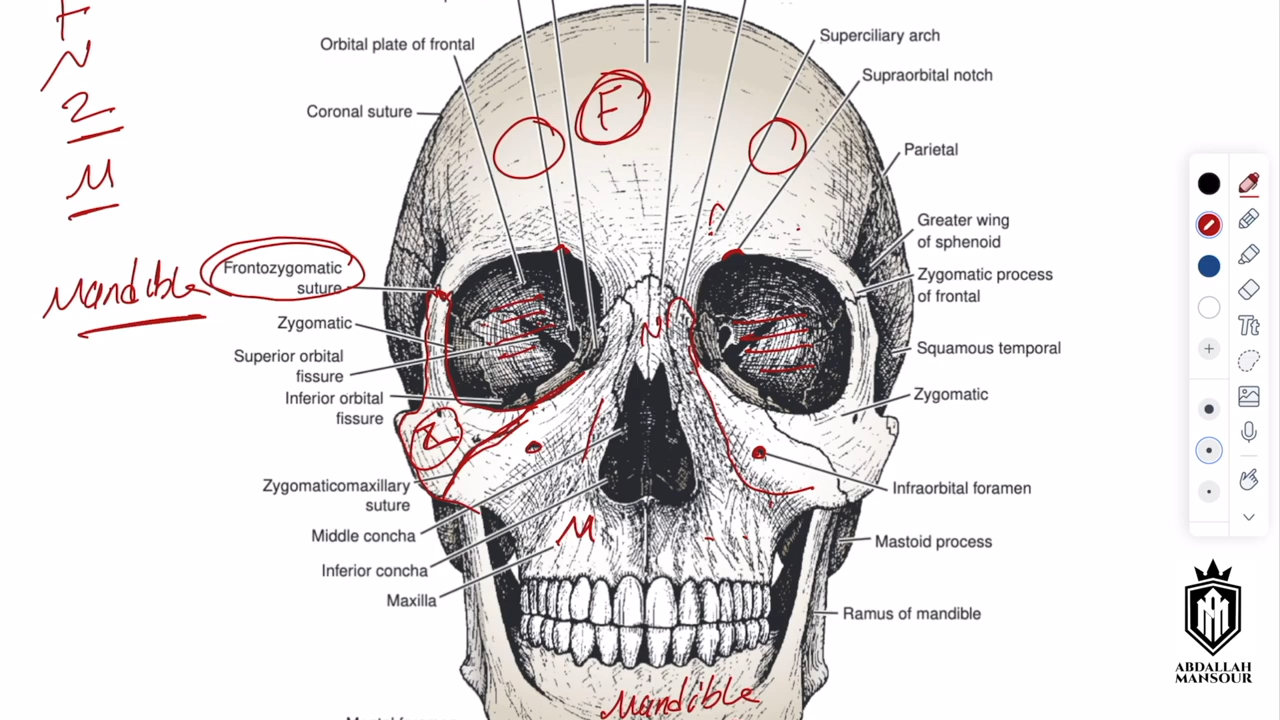 F
N
Z
M
Mandible
Orbital plate of frontal
Coronal suture
Frontozygomatic
suture
Zygomatic
Superior orbital
fissure
Inferior orbital
fissure
Zygomaticomaxillary
suture
Middle concha
Inferior concha
Maxilla
F
N
Z
M
Mandible
Superciliary arch
Supraorbital notch
Parietal
Greater wing
of sphenoid
Zygomatic process
of frontal
Squamous temporal
Zygomatic
Infraorbital foramen
Mastoid process
Ramus of mandible
Tt
ABDALLAH
MANSOUR